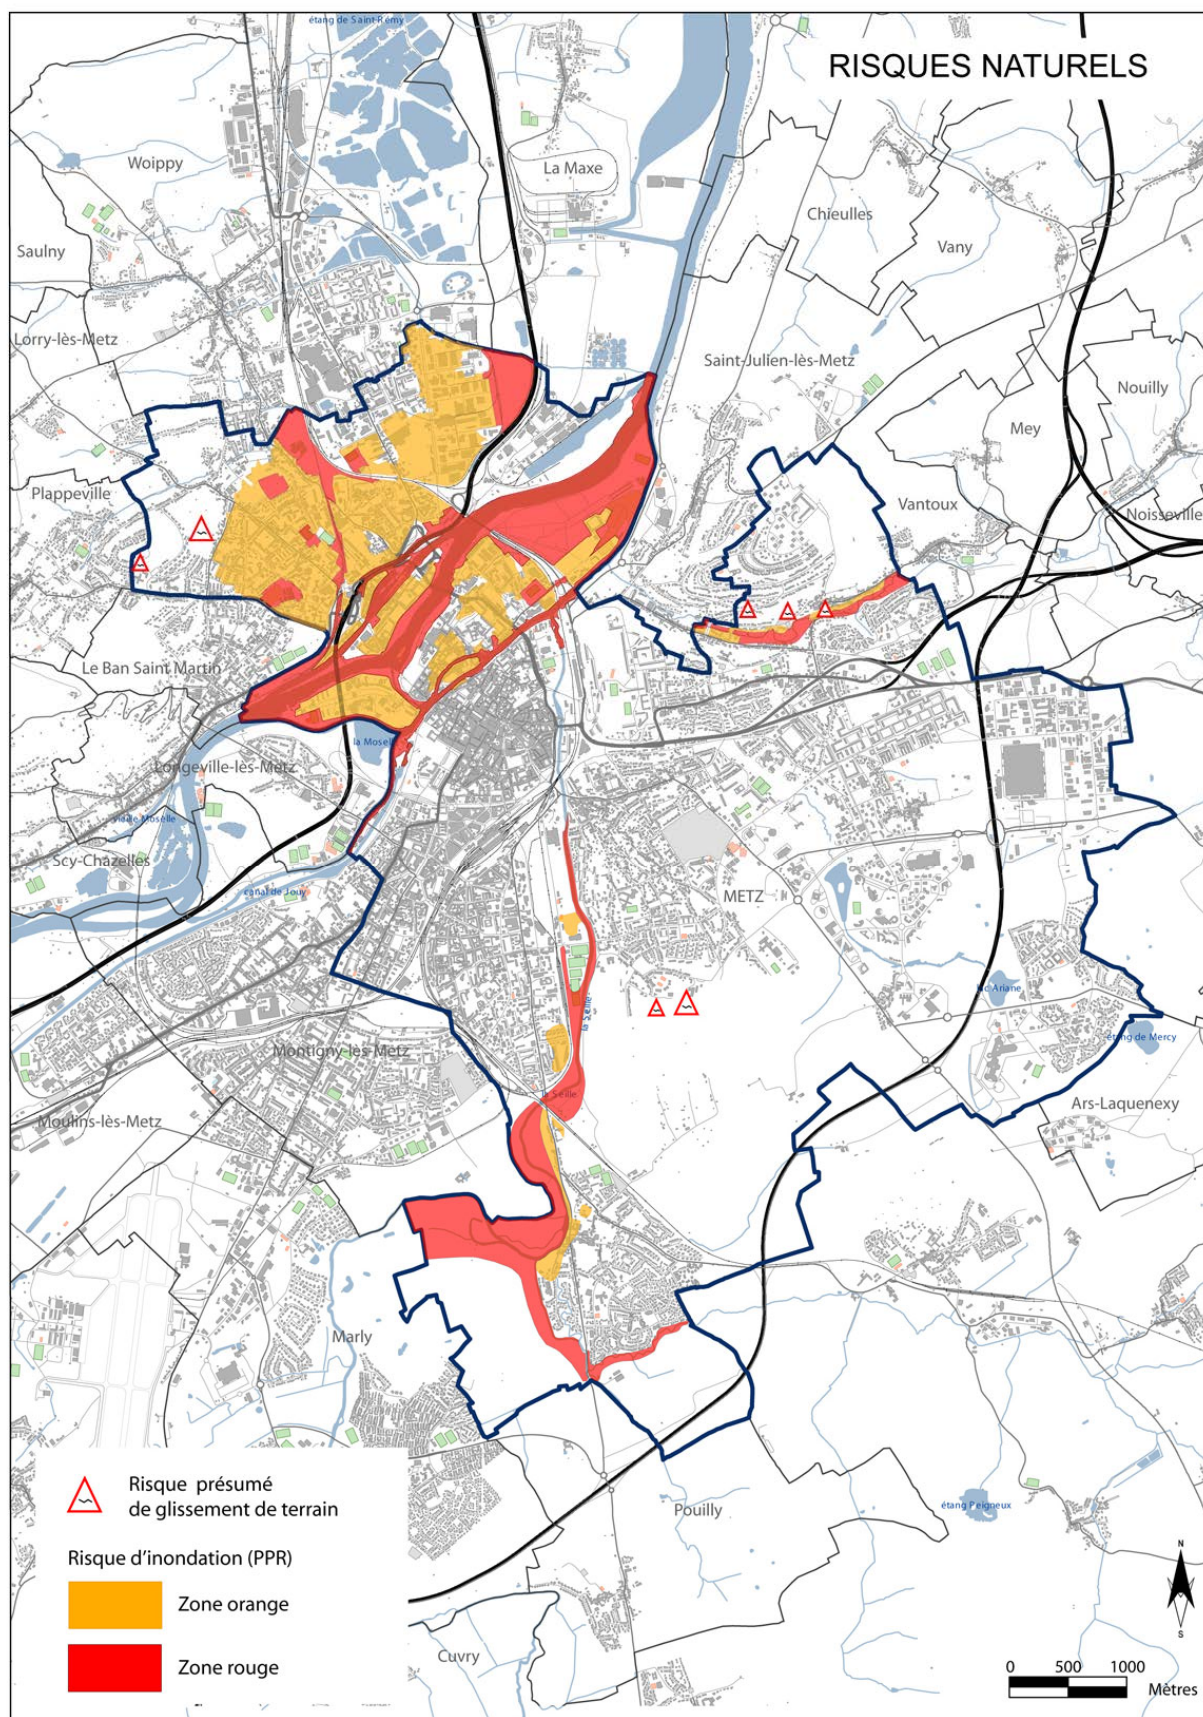 étang de Saint-Rémy
RISQUES NATURELS
Woippy
La Maxe
Chieulles
Vany
Saulny
Lorry-lès-Metz
Saint-Julien-lès-Metz
Nouilly
Mey
Plappeville
Vantoux
Noisseville
Le Ban Saint Martin
la Mosel
Longeville-lès-Metz
vieille Moselle
Scy-Chazelles
canal de Jouy
METZ
lac Ariane
la Seille
étang de Mercy
Montigny-lès-Metz
la Seille
Ars-Laquenexy
Moulins-lès-Metz
Marly
Risque présumé
de glissement de terrain
étang Peigneux
Pouilly
Risque d'inondation (PPR)
N
Zone orange
S
Cuvry
Zone rouge
0 500 1000
Mètres